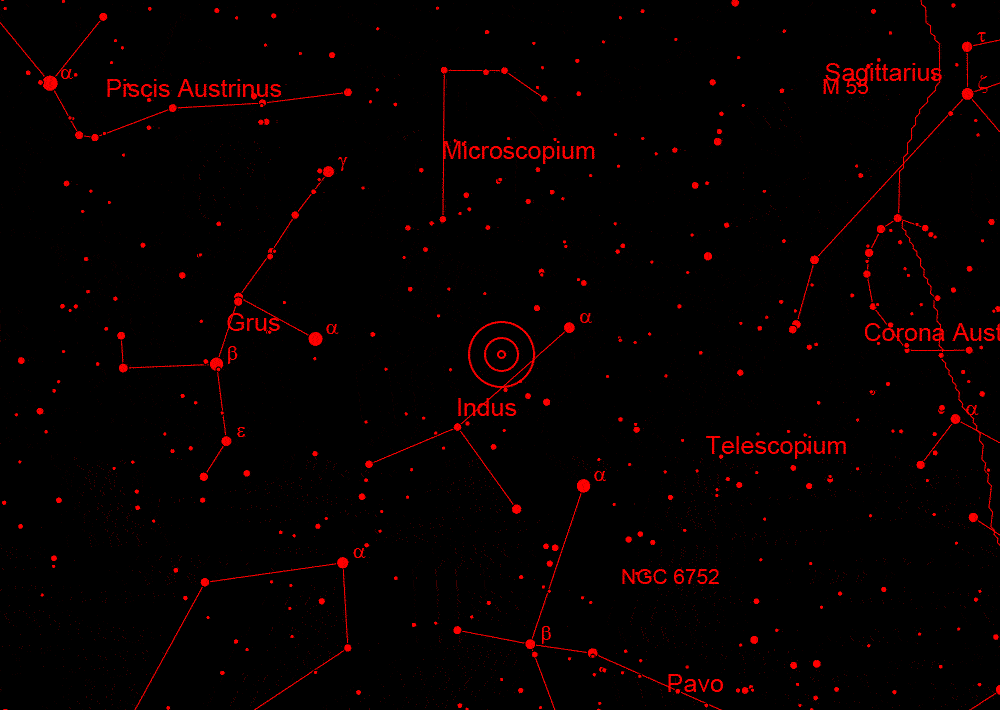 τ
α
Sagittarius
Piscis Austrinus
M 55
ζ
Microscopium
γ
α
Grus
α
Corona Aust
β
Indus
α
ε
Telescopium
α
α
NGC 6752
β
Pavo